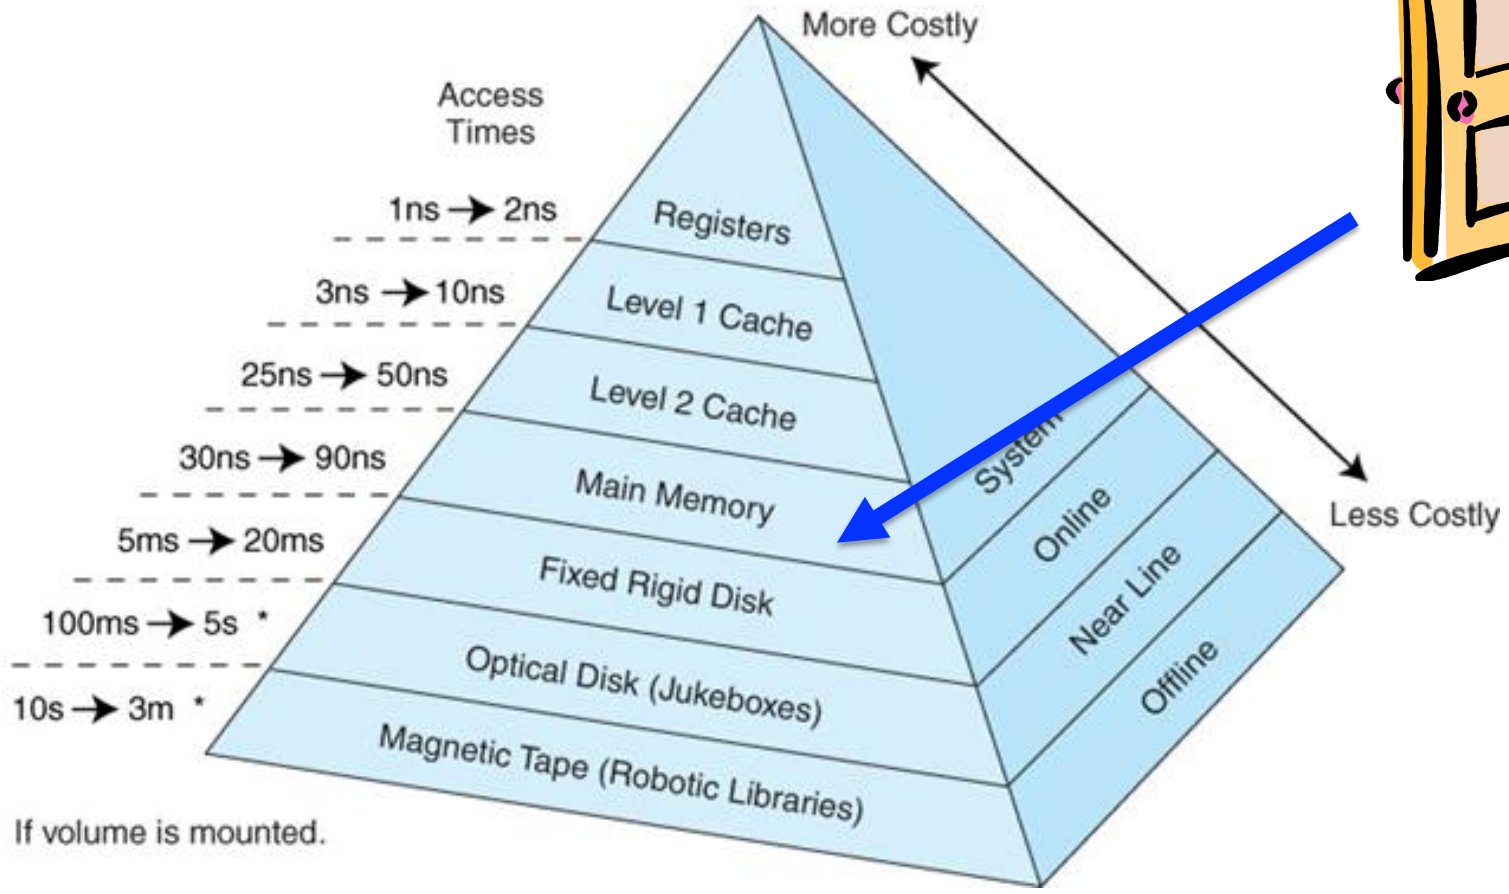 More Costly
Access
Times
1ns → 2ns
Registers
3ns → 10ns
Level 1 Cache
25ns → 50ns
Level 2 Cache
System
30ns → 90ns
Main Memory
Online
Less Costly
5ms → 20ms
Fixed Rigid Disk
Near Line
100ms → 5s *
Optical Disk (Jukeboxes)
Offline
10s → 3m *
Magnetic Tape (Robotic Libraries)
If volume is mounted.